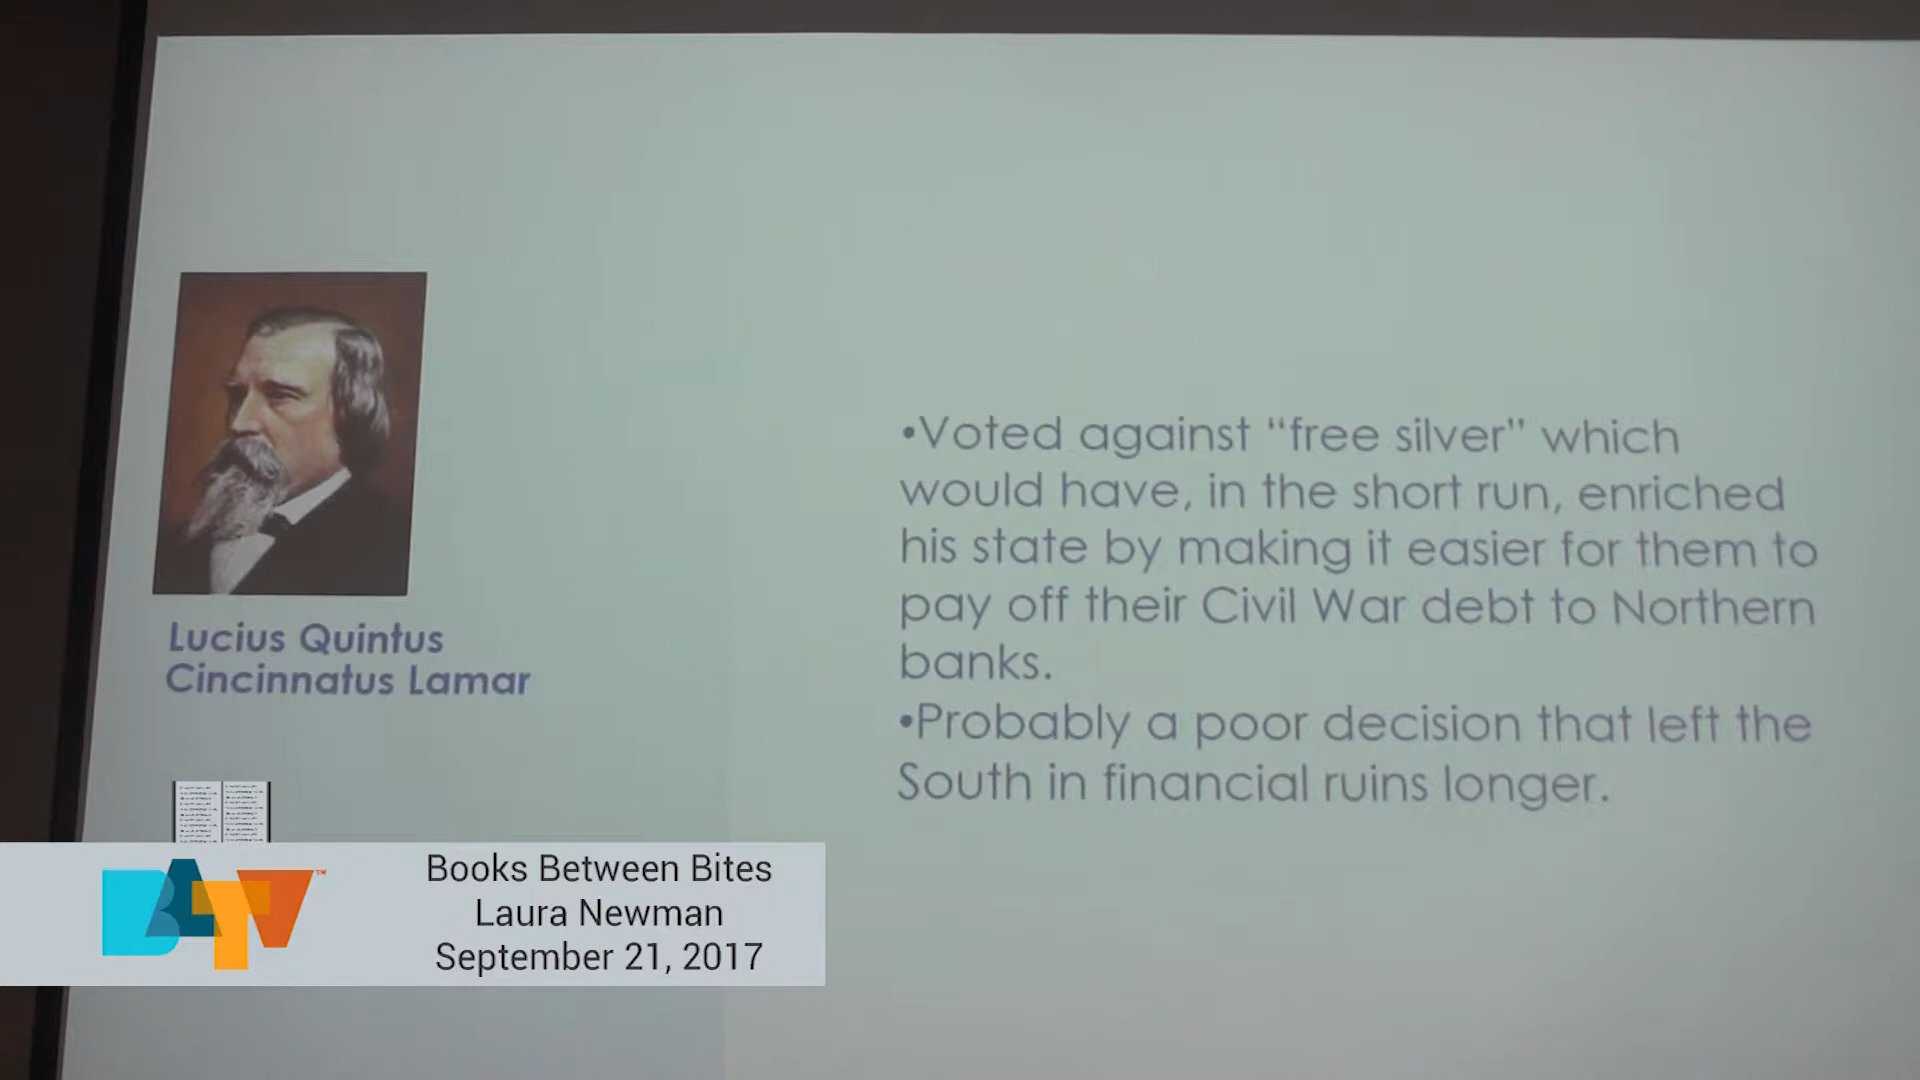 •Voted against “free silver” which
would have, in the short run, enriched
his state by making it easier for them to
pay off their Civil War debt to Northern
banks.
•Probably a poor decision that left the
South in financial ruins longer.
Lucius Quintus
Cincinnatus Lamar
BATV™
Books Between Bites
Laura Newman
September 21, 2017